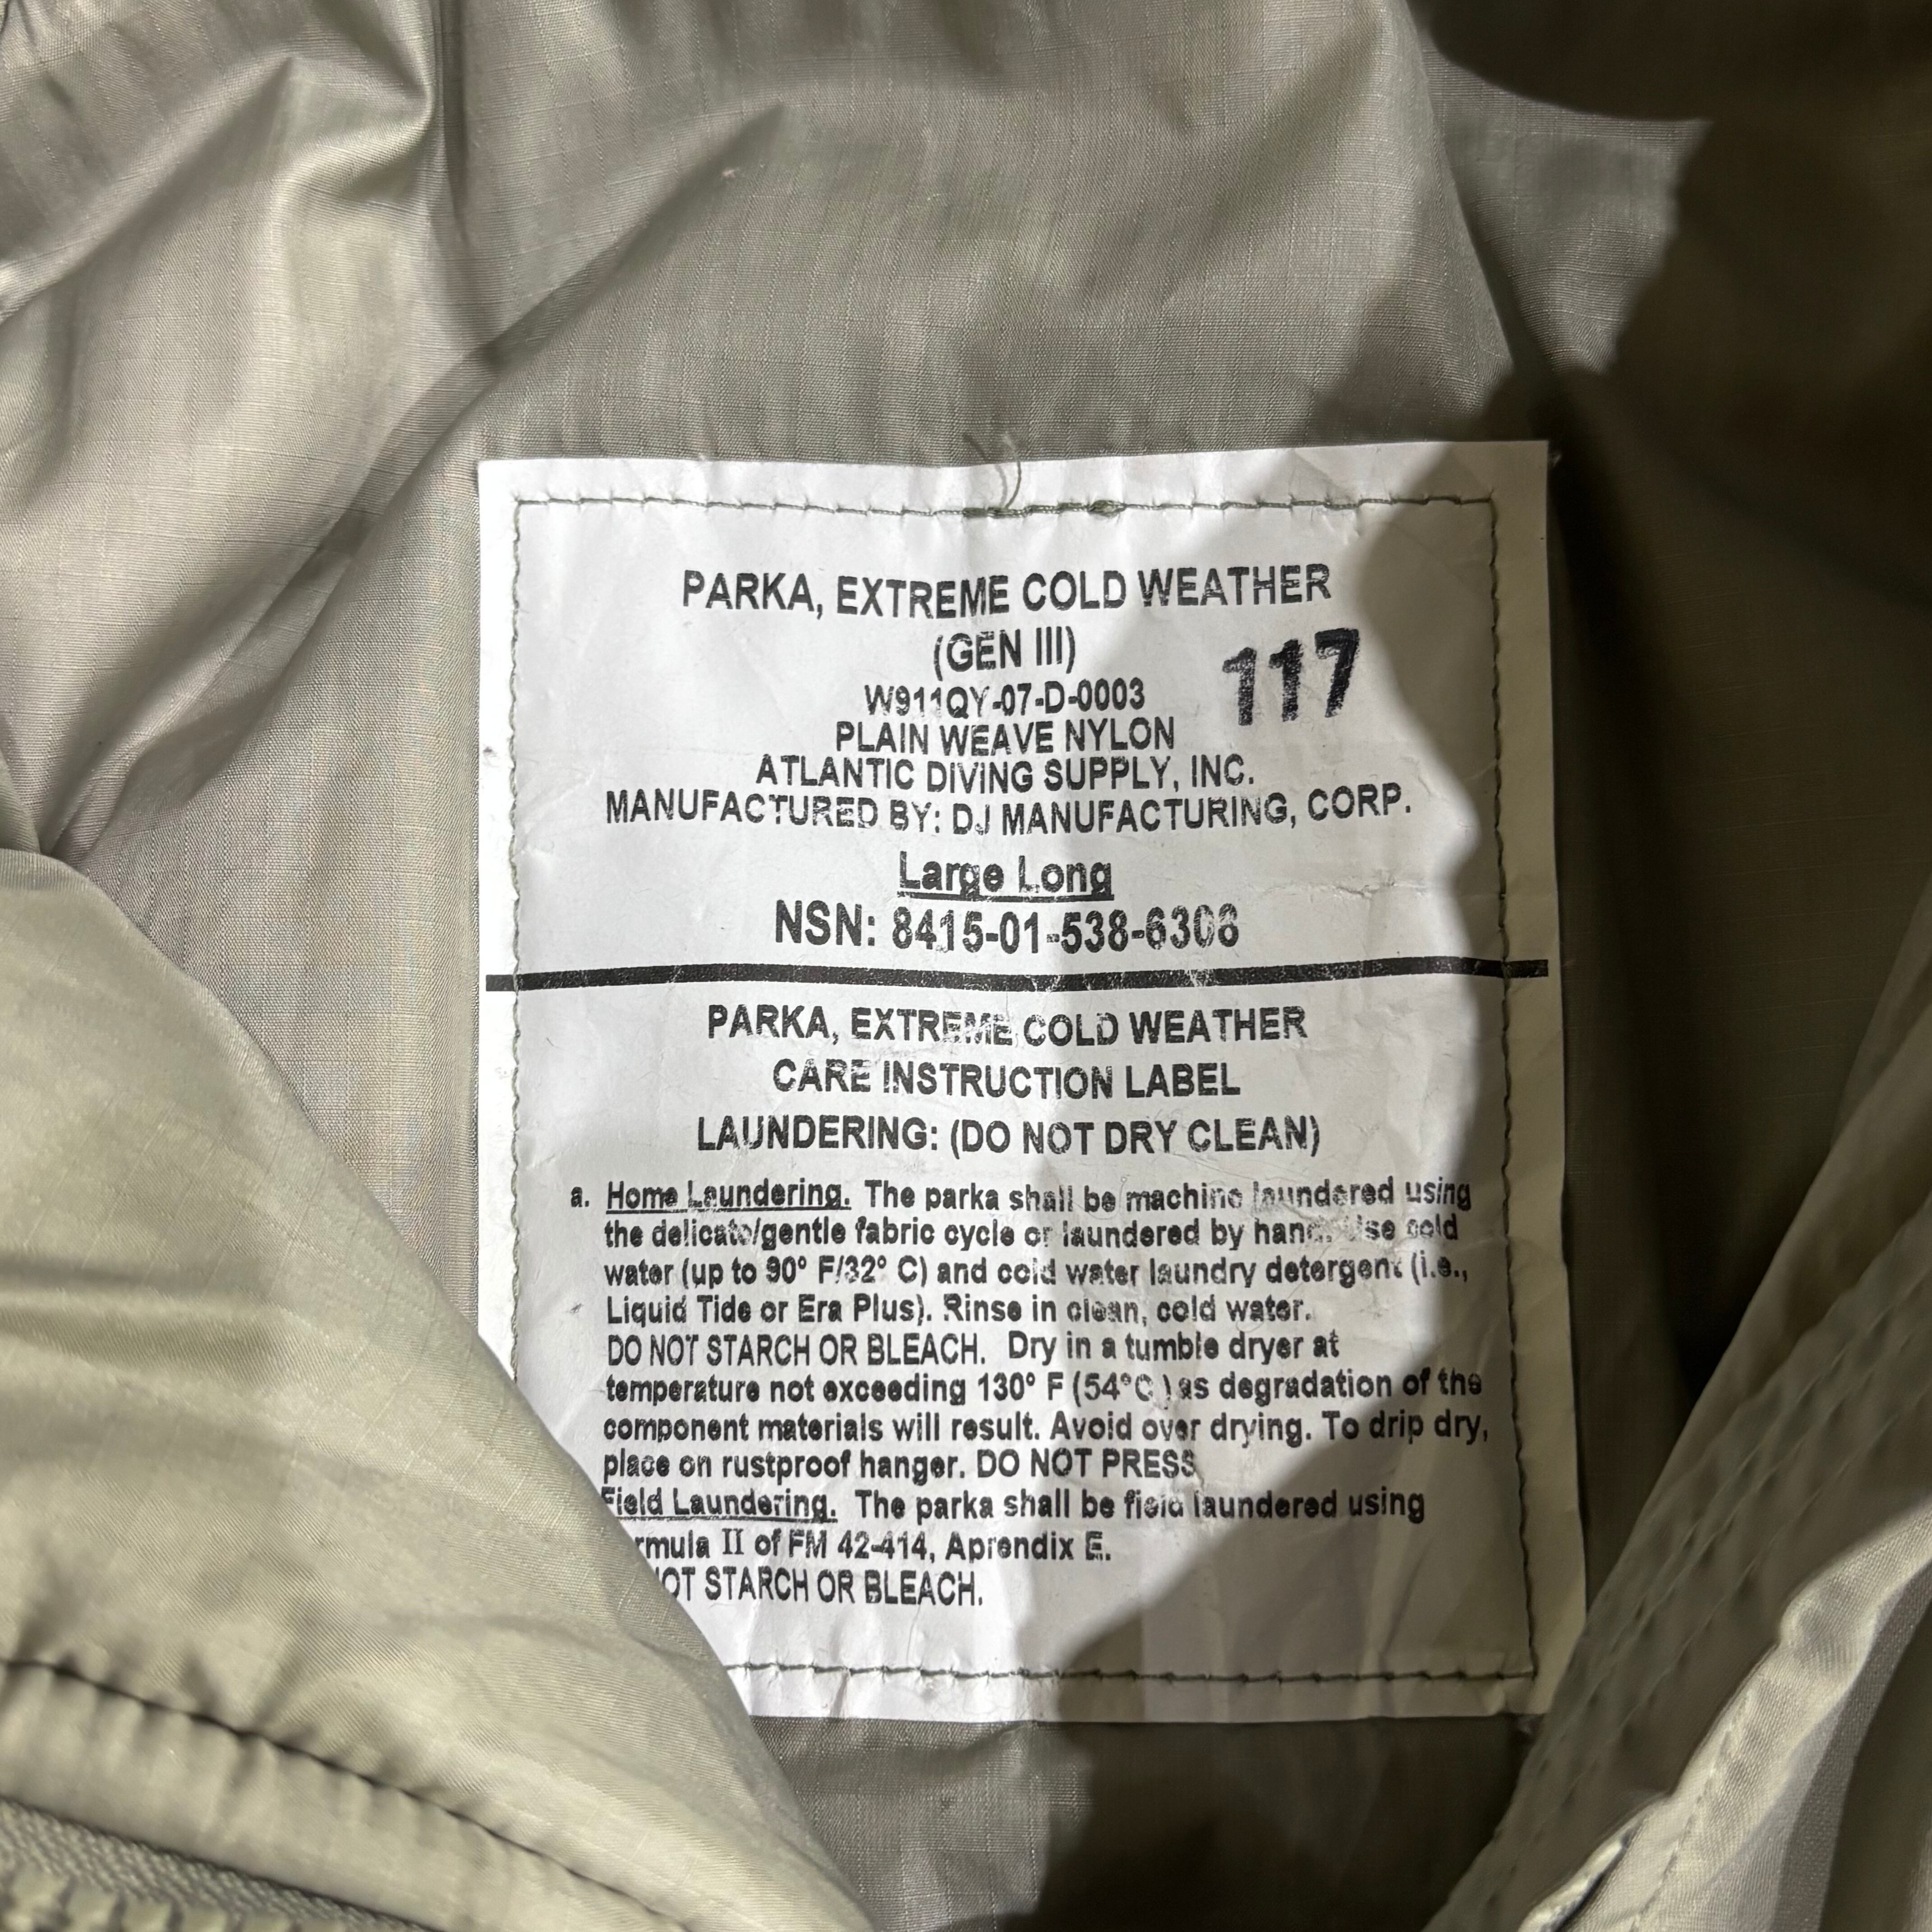 PARKA, EXTREME COLD WEATHER
(GEN III)
117
W911QY-07-D-0003
PLAIN WEAVE NYLON
ATLANTIC DIVING SUPPLY, INC.
MANUFACTURED BY: DJ MANUFACTURING, CORP.
Large Long
NSN: 8415-01-538-6308
PARKA, EXTREME COLD WEATHER
CARE INSTRUCTION LABEL
LAUNDERING: (DO NOT DRY CLEAN)
a. Home Laundering. The parka shall be machine laundered using
the delicate/gentle fabric cycle or laundered by hand. Use cold
water (up to 90° F/32° C) and cold water laundry detergent (i.e.,
Liquid Tide or Era Plus). Rinse in clean, cold water.
DO NOT STARCH OR BLEACH. Dry in a tumble dryer at
temperature not exceeding 130° F (54°C ) as degradation of the
component materials will result. Avoid over drying. To drip dry,
place on rustproof hanger. DO NOT PRESS
Field Laundering. The parka shall be field laundered using
rmula II of FM 42-414, Appendix E.
OT STARCH OR BLEACH.